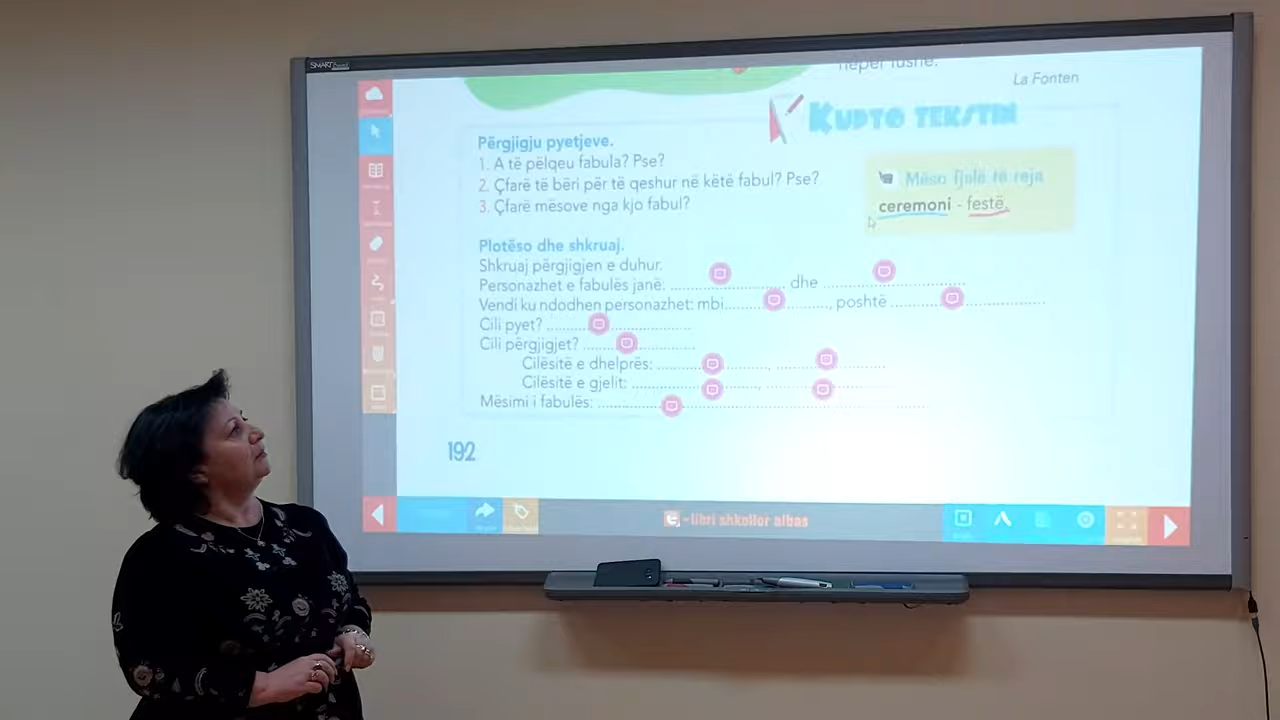 SMART
nëpër fushë.
La Fonten
KUPTO TEKSTIN
Përgjigju pyetjeve.
1. A të pëlqeu fabula? Pse?
2. Çfarë të bëri për të qeshur në këtë fabul? Pse?
3. Çfarë mësove nga kjo fabul?
Mëso fjalë të reja
ceremoni - festë.
Plotëso dhe shkruaj.
Shkruaj përgjigjen e duhur.
Personazhet e fabulës janë: ........................, dhe ........................
Vendi ku ndodhen personazhet: mbi........................, poshtë ........................
Cili pyet? ........................
Cili përgjigjet? ........................
Cilësitë e dhelprës: ........................, ........................
Cilësitë e gjelit: ........................, ........................
Mësimi i fabulës: ........................
192
e-libri shkollor albas